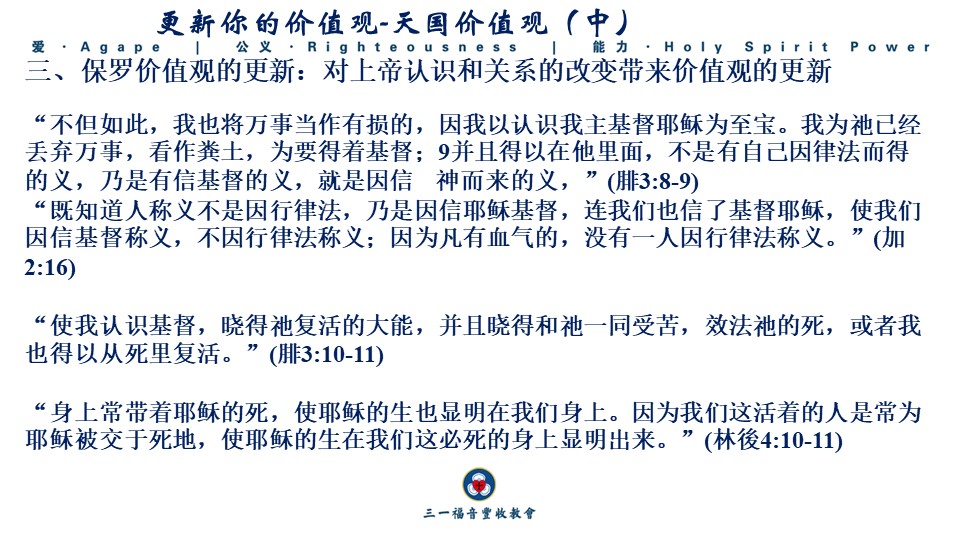 更新你的价值观-天国价值观（中）
爱 · Agape | 公义 · Righteousness | 能力 · Holy Spirit Power
三、保罗价值观的更新：对上帝认识和关系的改变带来价值观的更新
“不但如此，我也将万事当作有损的，因我以认识我主基督耶稣为至宝。我为祂已经
丢弃万事，看作粪土，为要得着基督；9并且得以在他里面，不是有自己因律法而得
的义，乃是有信基督的义，就是因信　神而来的义，”(腓3:8-9)
“既知道人称义不是因行律法，乃是因信耶稣基督，连我们也信了基督耶稣，使我们
因信基督称义，不因行律法称义；因为凡有血气的，没有一人因行律法称义。”(加
2:16)
“使我认识基督，晓得祂复活的大能，并且晓得和祂一同受苦，效法祂的死，或者我
也得以从死里复活。”(腓3:10-11)
“身上常带着耶稣的死，使耶稣的生也显明在我们身上。因为我们这活着的人是常为
耶稣被交于死地，使耶稣的生在我们这必死的身上显明出来。”(林後4:10-11)
三一福音豐收教會